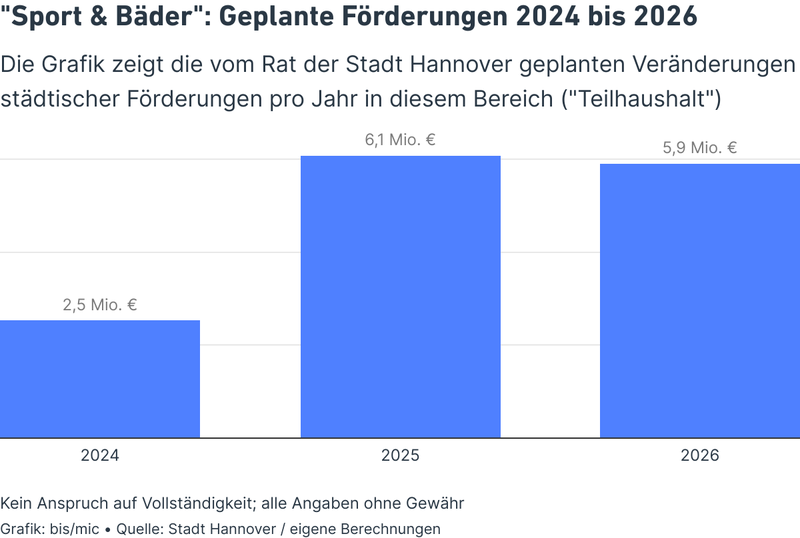 "Sport & Bäder": Geplante Förderungen 2024 bis 2026
Die Grafik zeigt die vom Rat der Stadt Hannover geplanten Veränderungen
städtischer Förderungen pro Jahr in diesem Bereich ("Teilhaushalt")
6,1 Mio. €
5,9 Mio. €
2,5 Mio. €
2024
2025
2026
Kein Anspruch auf Vollständigkeit; alle Angaben ohne Gewähr
Grafik: bis/mic • Quelle: Stadt Hannover / eigene Berechnungen